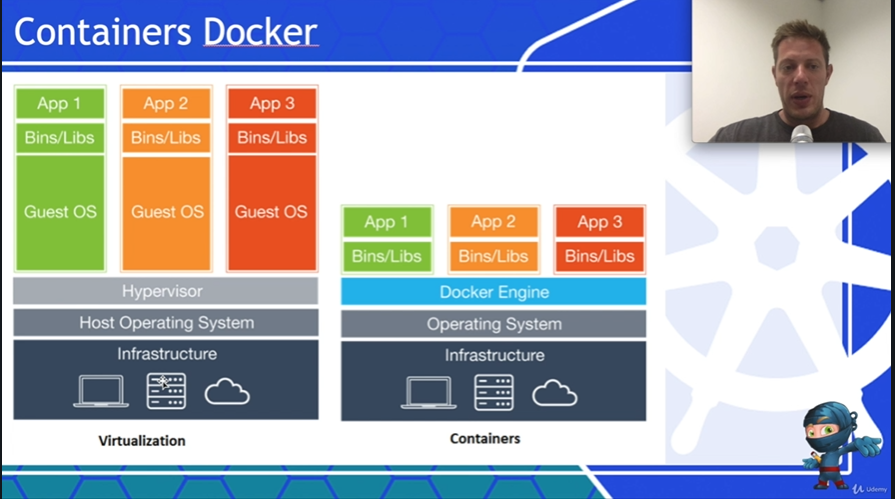 Containers Docker
App 1
App 2
App 3
Bins/Libs
Bins/Libs
Bins/Libs
Guest OS
Guest OS
Guest OS
Hypervisor
Host Operating System
Infrastructure
Virtualization
App 1
App 2
App 3
Bins/Libs
Bins/Libs
Bins/Libs
Docker Engine
Operating System
Infrastructure
Containers
Udemy